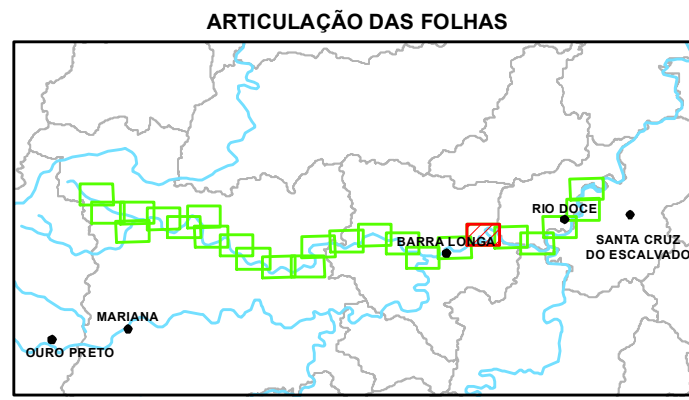 ARTICULAÇÃO DAS FOLHAS
RIO DOCE
BARRA LONGA
SANTA CRUZ
DO ESCALVADO
MARIANA
OURO PRETO